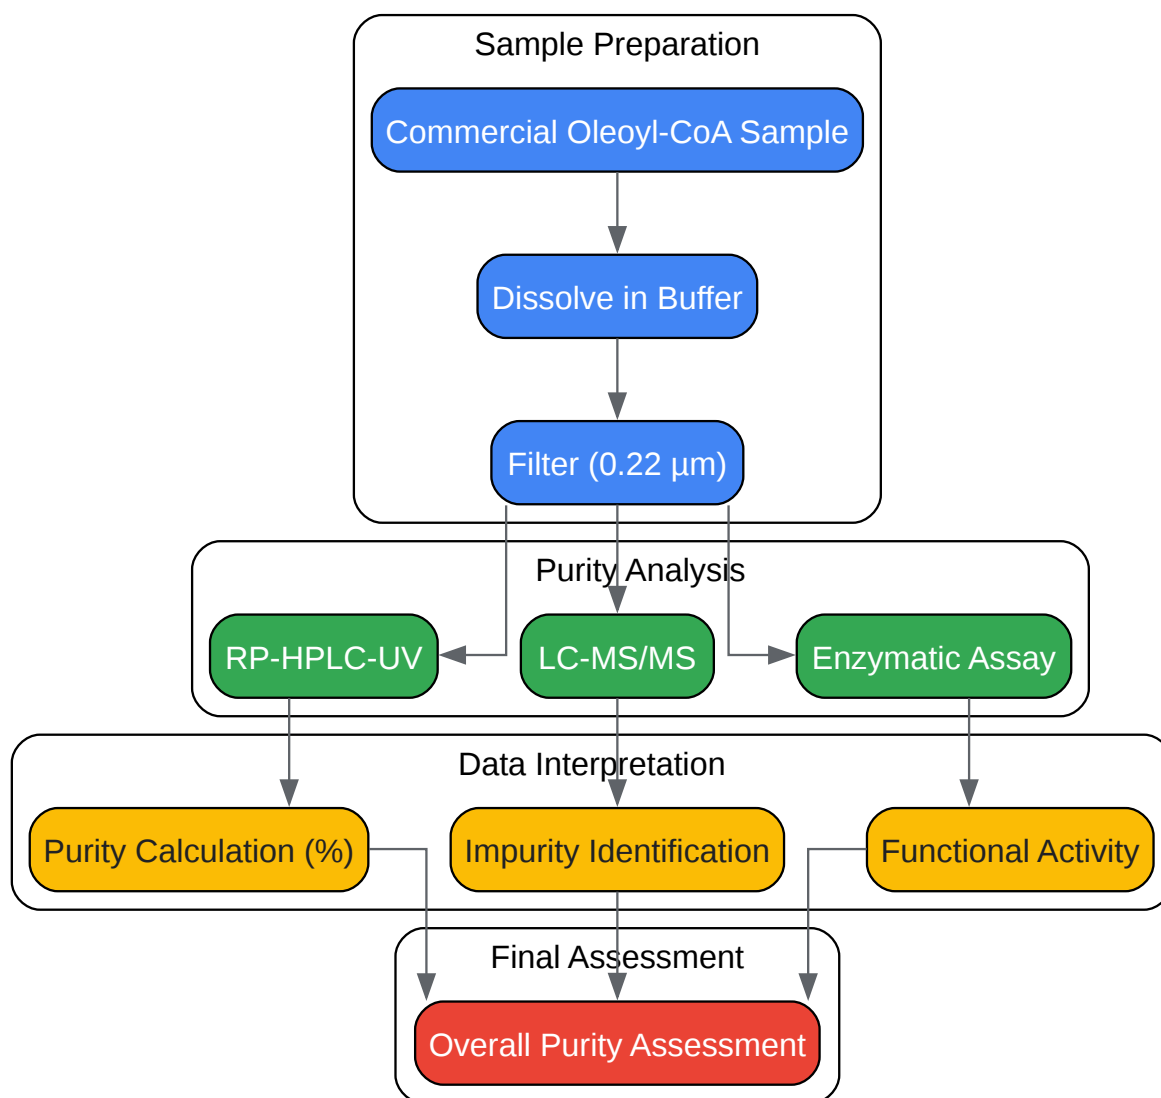 Sample Preparation
Commercial Oleoyl-CoA Sample
Dissolve in Buffer
Filter (0.22 µm)
Purity Analysis
RP-HPLC-UV
LC-MS/MS
Enzymatic Assay
Data Interpretation
Purity Calculation (%)
Impurity Identification
Functional Activity
Final Assessment
Overall Purity Assessment